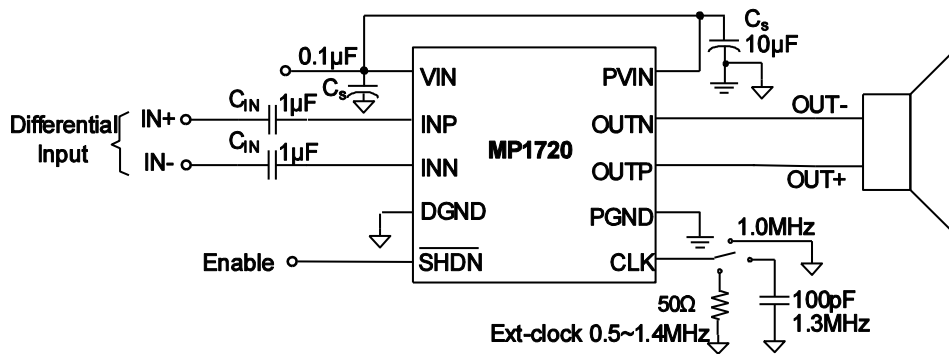 Cs
10µF
0.1µF
VIN
PVIN
Cs
OUT-
CIN
1µF
IN+
INP
OUTN
Differential
Input
CIN
1µF
MP1720
IN-
INN
OUTP
OUT+
DGND
PGND
1.0MHz
Enable
SHDN
CLK
50Ω
100pF
1.3MHz
Ext-clock 0.5~1.4MHz